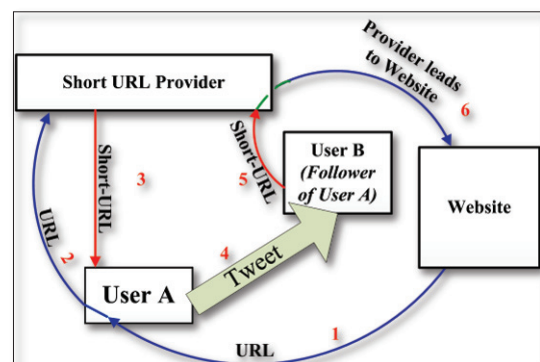 Provider leads
to Website
6
Short URL Provider
Short-URL
3
Short-URL
5
User B
(Follower
of User A)
Website
URL
2
4
Tweet
User A
1
URL